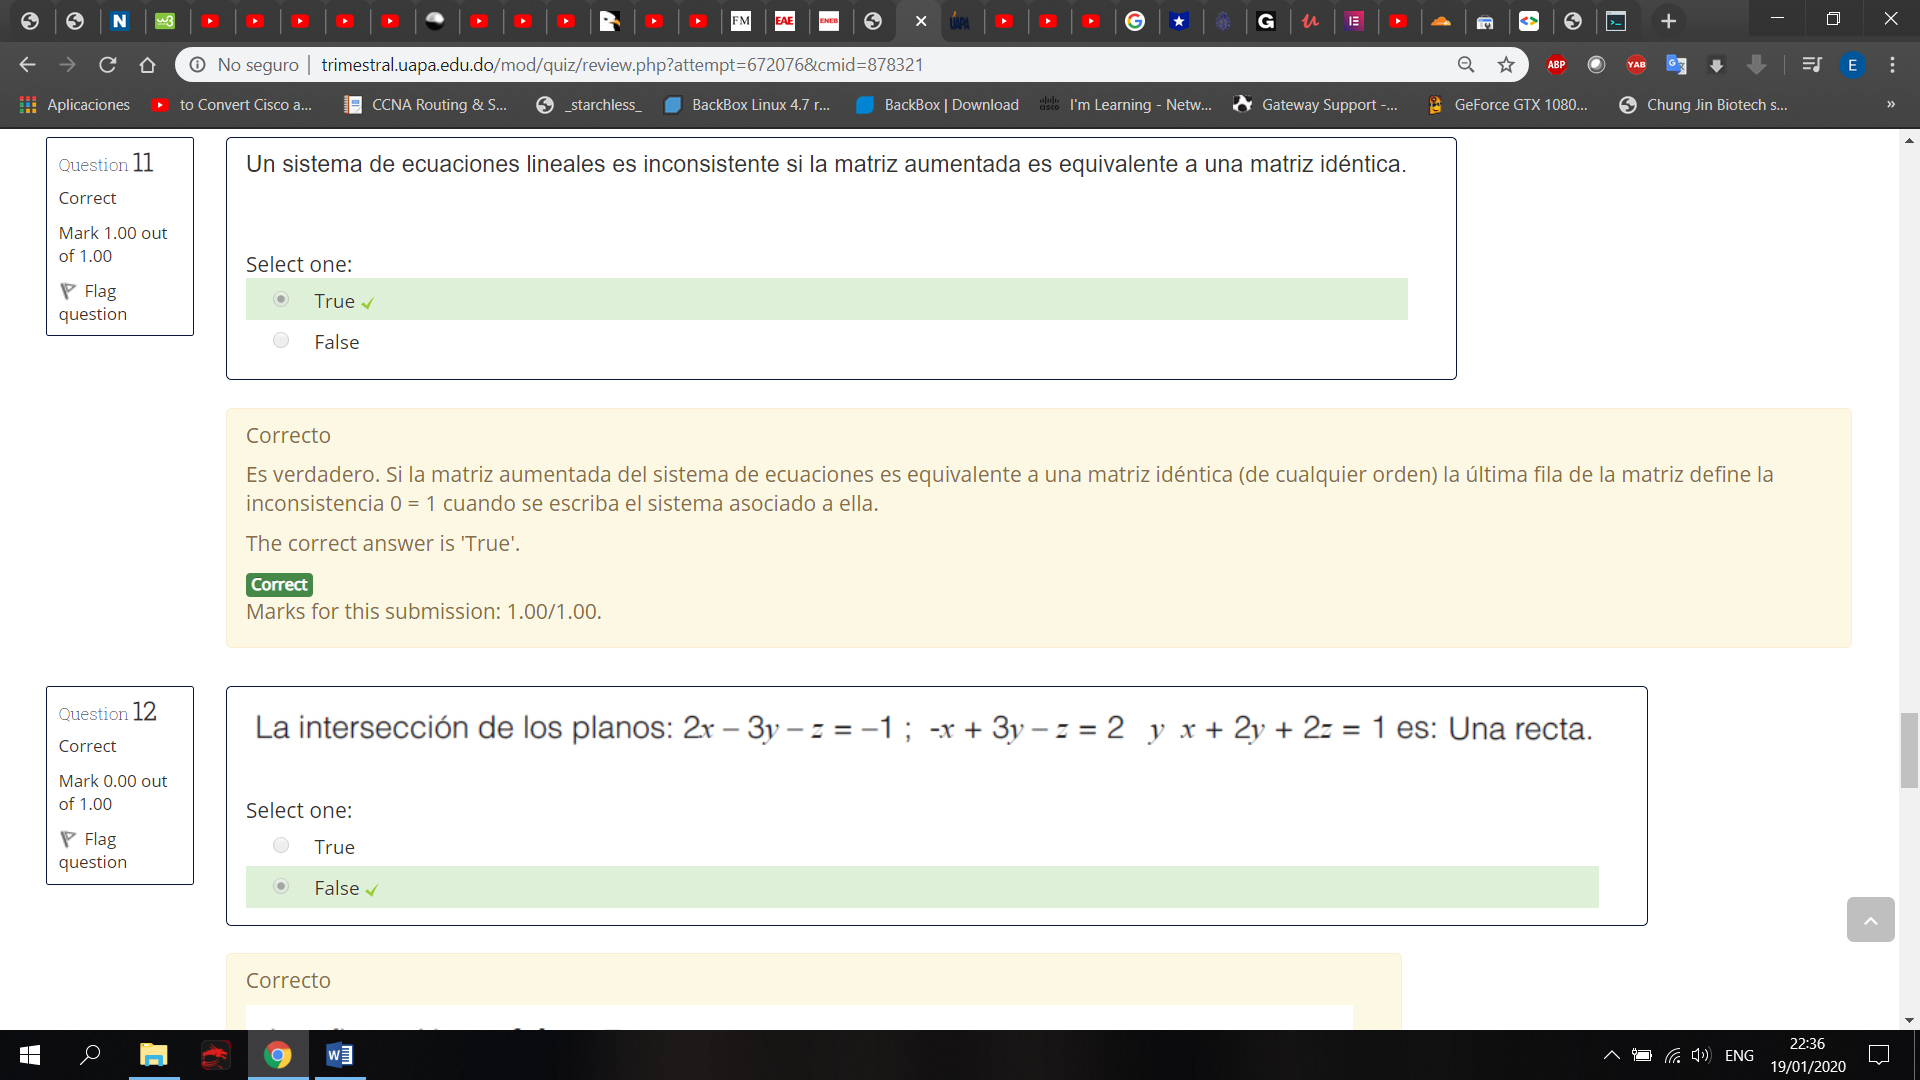 No seguro | trimestral.uapa.edu.do/mod/quiz/review.php?attempt=672076&cmid=878321
Aplicaciones to Convert Cisco a... CCNA Routing & S... _starchless_ BackBox Linux 4.7 r... BackBox | Download I'm Learning - Netw... Gateway Support -... GeForce GTX 1080... Chung Jin Biotech s... »
Question 11
Correct
Mark 1.00 out
of 1.00
Flag
question
Un sistema de ecuaciones lineales es inconsistente si la matriz aumentada es equivalente a una matriz idéntica.
Select one:
True
False
Correcto
Es verdadero. Si la matriz aumentada del sistema de ecuaciones es equivalente a una matriz idéntica (de cualquier orden) la última fila de la matriz define la
inconsistencia 0 = 1 cuando se escriba el sistema asociado a ella.
The correct answer is 'True'.
Correct
Marks for this submission: 1.00/1.00.
Question 12
Correct
Mark 0.00 out
of 1.00
Flag
question
La intersección de los planos: 2x – 3y – z = –1 ; -x + 3y – z = 2 y x + 2y + 2z = 1 es: Una recta.
Select one:
True
False
Correcto
ENG
22:36
19/01/2020